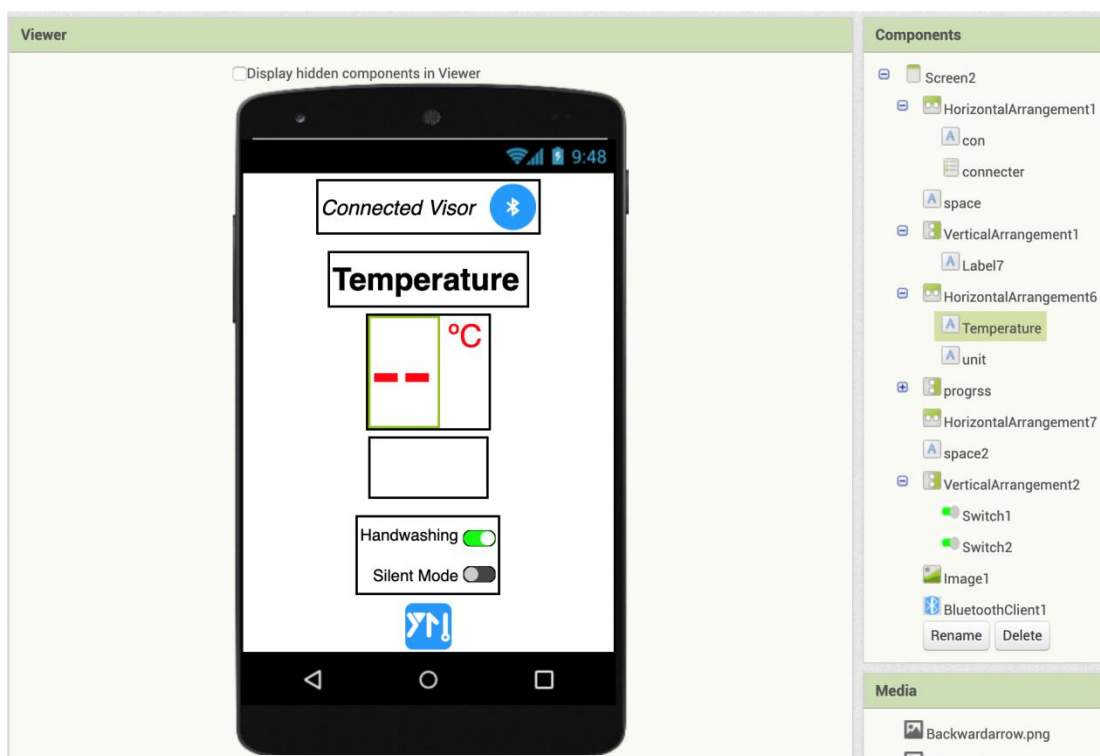 Viewer
Display hidden components in Viewer
9:48
Connected Visor
Temperature
ºC
--
Handwashing
Silent Mode
Components
Screen2
HorizontalArrangement1
A con
connecter
A space
VerticalArrangement1
A Label7
HorizontalArrangement6
A Temperature
A unit
progrss
HorizontalArrangement7
A space2
VerticalArrangement2
Switch1
Switch2
Image1
BluetoothClient1
Rename Delete
Media
Backwardarrow.png